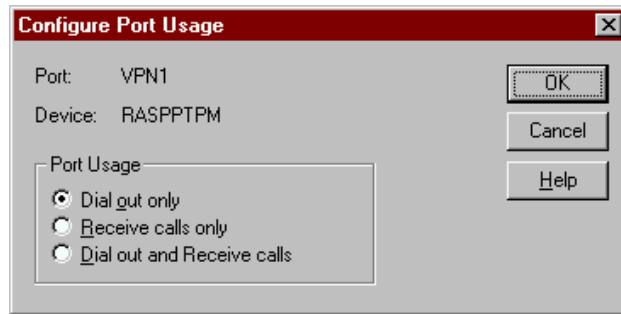 Configure Port Usage
Port: VPN1
Device: RASPPTPM
Port Usage
Dial out only
Receive calls only
Dial out and Receive calls
OK
Cancel
Help